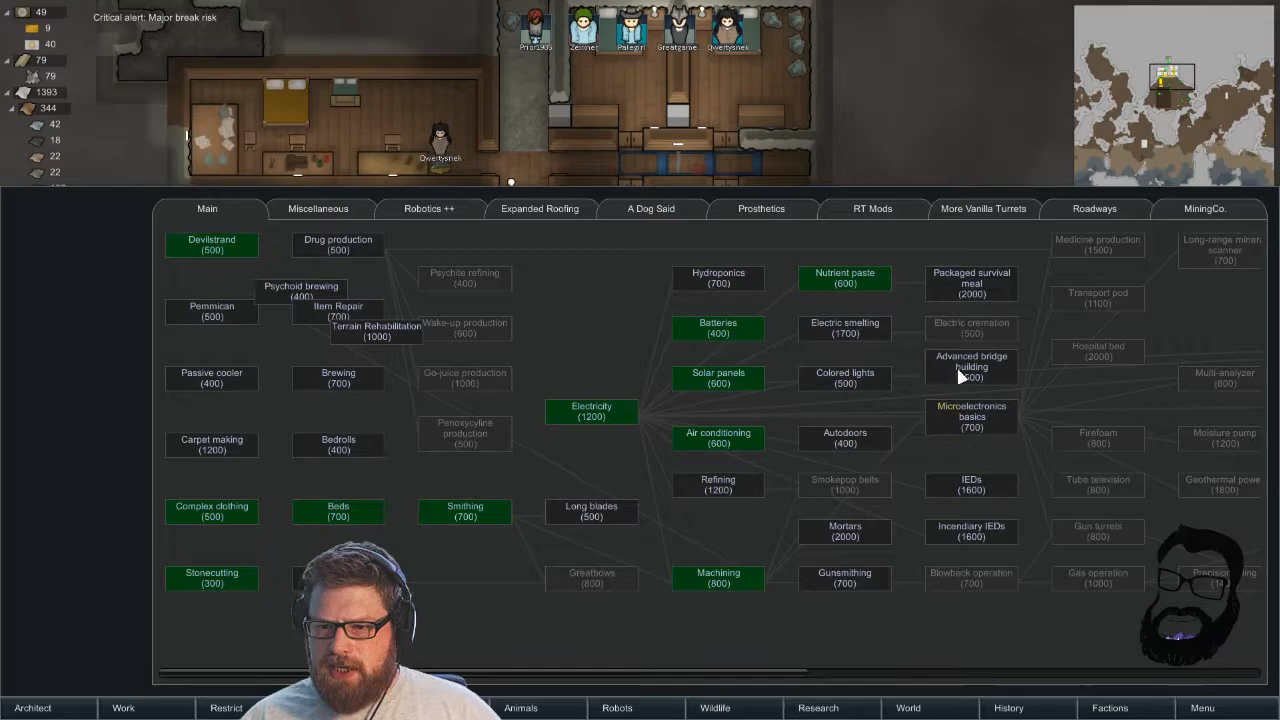 49
Critical alert: Major break risk
9
40
79
79
1393
344
42
18
22
22
Prior1905
Zexxner
Palegirl
Greatgame...
Qwertysnek
Qwertysnek
Main
Miscellaneous
Robotics ++
Expanded Roofing
A Dog Said
Prosthetics
RT Mods
More Vanilla Turrets
Roadways
MiningCo.
Devilstrand
(500)
Drug production
(500)
Medicine production
(1500)
Long-range miner
scanner
(700)
Psychite refining
(400)
Hydroponics
(700)
Nutrient paste
(600)
Packaged survival
meal
(2000)
Psychoid brewing
(400)
Transport pod
(1100)
Pemmican
(500)
Item Repair
(700)
Terrain Rehabilitation
(1000)
Wake-up production
(600)
Batteries
(400)
Electric smelting
(1700)
Electric cremation
(500)
Hospital bed
(2000)
Passive cooler
(400)
Brewing
(700)
Go-juice production
(1000)
Solar panels
(600)
Colored lights
(500)
Advanced bridge
building
Multi-analyzer
(800)
Electricity
(1200)
Microelectronics
basics
(700)
Carpet making
(1200)
Bedrolls
(400)
Penoxycyline
production
(500)
Air conditioning
(600)
Autodoors
(400)
Firefoam
(800)
Moisture pump
(1200)
Refining
(1200)
Smokepop belts
(1000)
IEDs
(1600)
Tube television
(800)
Geothermal powe
(1800)
Complex clothing
(500)
Beds
(700)
Smithing
(700)
Long blades
(500)
Mortars
(2000)
Incendiary IEDs
(1600)
Gun turrets
(800)
Stonecutting
(300)
Greatbows
(600)
Machining
(800)
Gunsmithing
(700)
Blowback operation
(700)
Gas operation
(1000)
Architect
Work
Restrict
Animals
Robots
Wildlife
Research
World
History
Factions
Menu